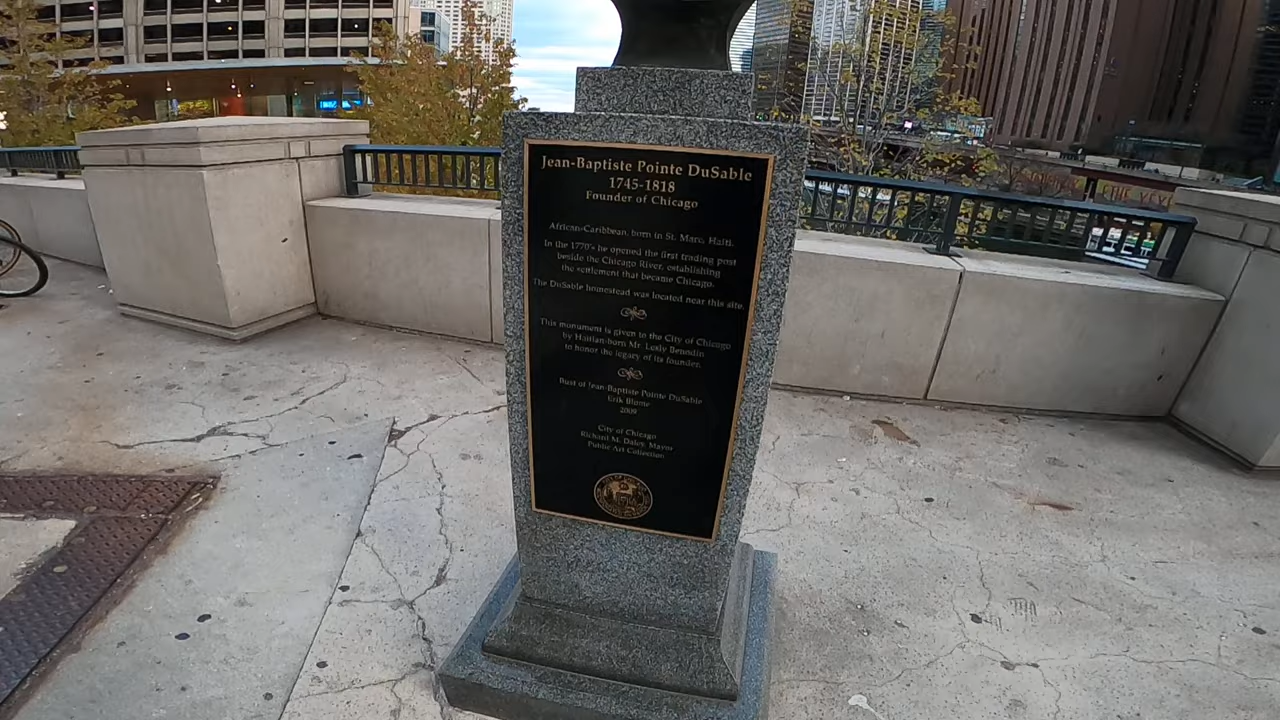 Jean-Baptiste Pointe DuSable
1745-1818
Founder of Chicago
African-Caribbean, born in St. Marc, Haiti.
In the 1770's he opened the first trading post
beside the Chicago River, establishing
the settlement that became Chicago.
The DuSable homestead was located near this site.
This monument is given to the City of Chicago
by Haitian-born Mr. Lesly Benodin
to honor the legacy of its founder.
Bust of Jean-Baptiste Pointe DuSable
Erik Blome
2009
City of Chicago
Richard M. Daley, Mayor
Public Art Collection